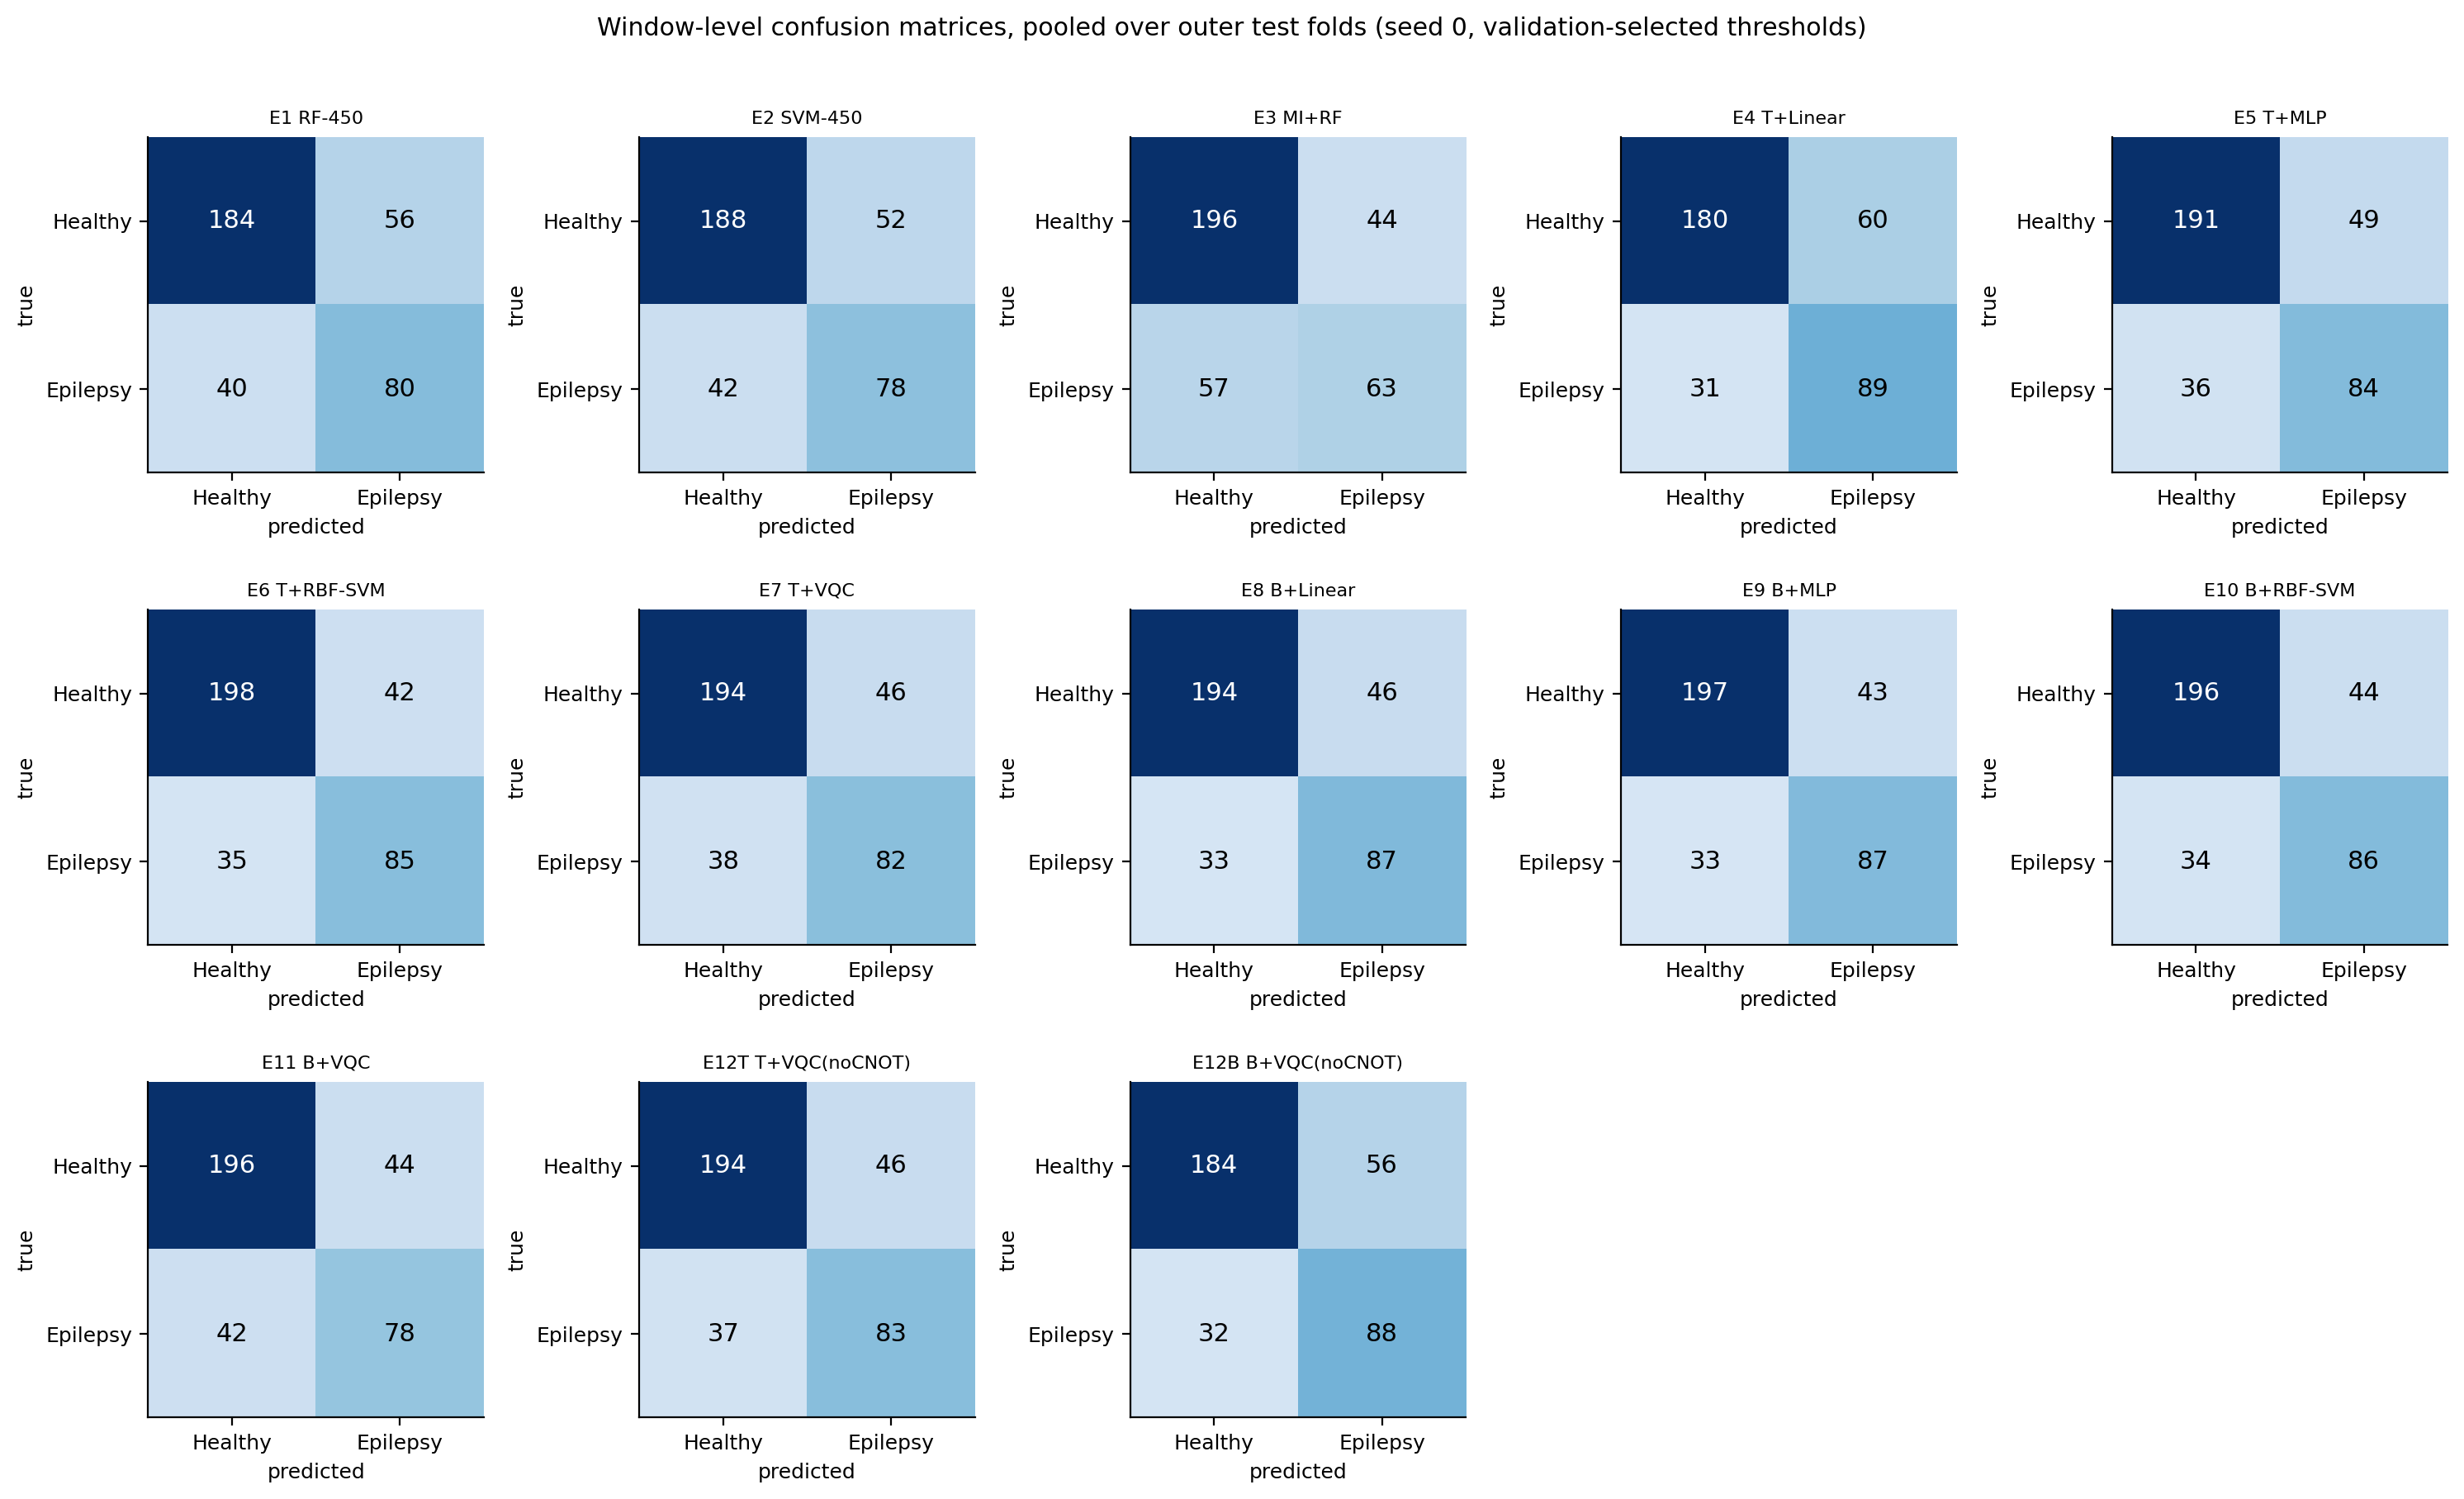 Window-level confusion matrices, pooled over outer test folds (seed 0, validation-selected thresholds)
E1 RF-450
true
Healthy
184
56
Epilepsy
40
80
Healthy
Epilepsy
predicted
E2 SVM-450
true
Healthy
188
52
Epilepsy
42
78
Healthy
Epilepsy
predicted
E3 MI+RF
true
Healthy
196
44
Epilepsy
57
63
Healthy
Epilepsy
predicted
E4 T+Linear
true
Healthy
180
60
Epilepsy
31
89
Healthy
Epilepsy
predicted
E5 T+MLP
true
Healthy
191
49
Epilepsy
36
84
Healthy
Epilepsy
predicted
E6 T+RBF-SVM
true
Healthy
198
42
Epilepsy
35
85
Healthy
Epilepsy
predicted
E7 T+VQC
true
Healthy
194
46
Epilepsy
38
82
Healthy
Epilepsy
predicted
E8 B+Linear
true
Healthy
194
46
Epilepsy
33
87
Healthy
Epilepsy
predicted
E9 B+MLP
true
Healthy
197
43
Epilepsy
33
87
Healthy
Epilepsy
predicted
E10 B+RBF-SVM
true
Healthy
196
44
Epilepsy
34
86
Healthy
Epilepsy
predicted
E11 B+VQC
true
Healthy
196
44
Epilepsy
42
78
Healthy
Epilepsy
predicted
E12T T+VQC(noCNOT)
true
Healthy
194
46
Epilepsy
37
83
Healthy
Epilepsy
predicted
E12B B+VQC(noCNOT)
true
Healthy
184
56
Epilepsy
32
88
Healthy
Epilepsy
predicted